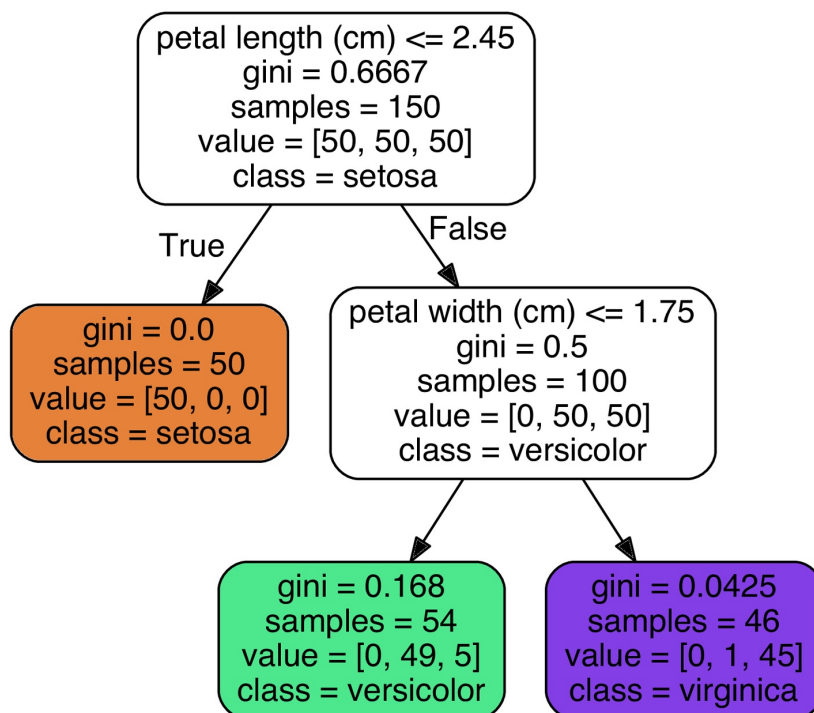 petal length (cm) <= 2.45
gini = 0.6667
samples = 150
value = [50, 50, 50]
class = setosa
True
False
gini = 0.0
samples = 50
value = [50, 0, 0]
class = setosa
petal width (cm) <= 1.75
gini = 0.5
samples = 100
value = [0, 50, 50]
class = versicolor
gini = 0.168
samples = 54
value = [0, 49, 5]
class = versicolor
gini = 0.0425
samples = 46
value = [0, 1, 45]
class = virginica